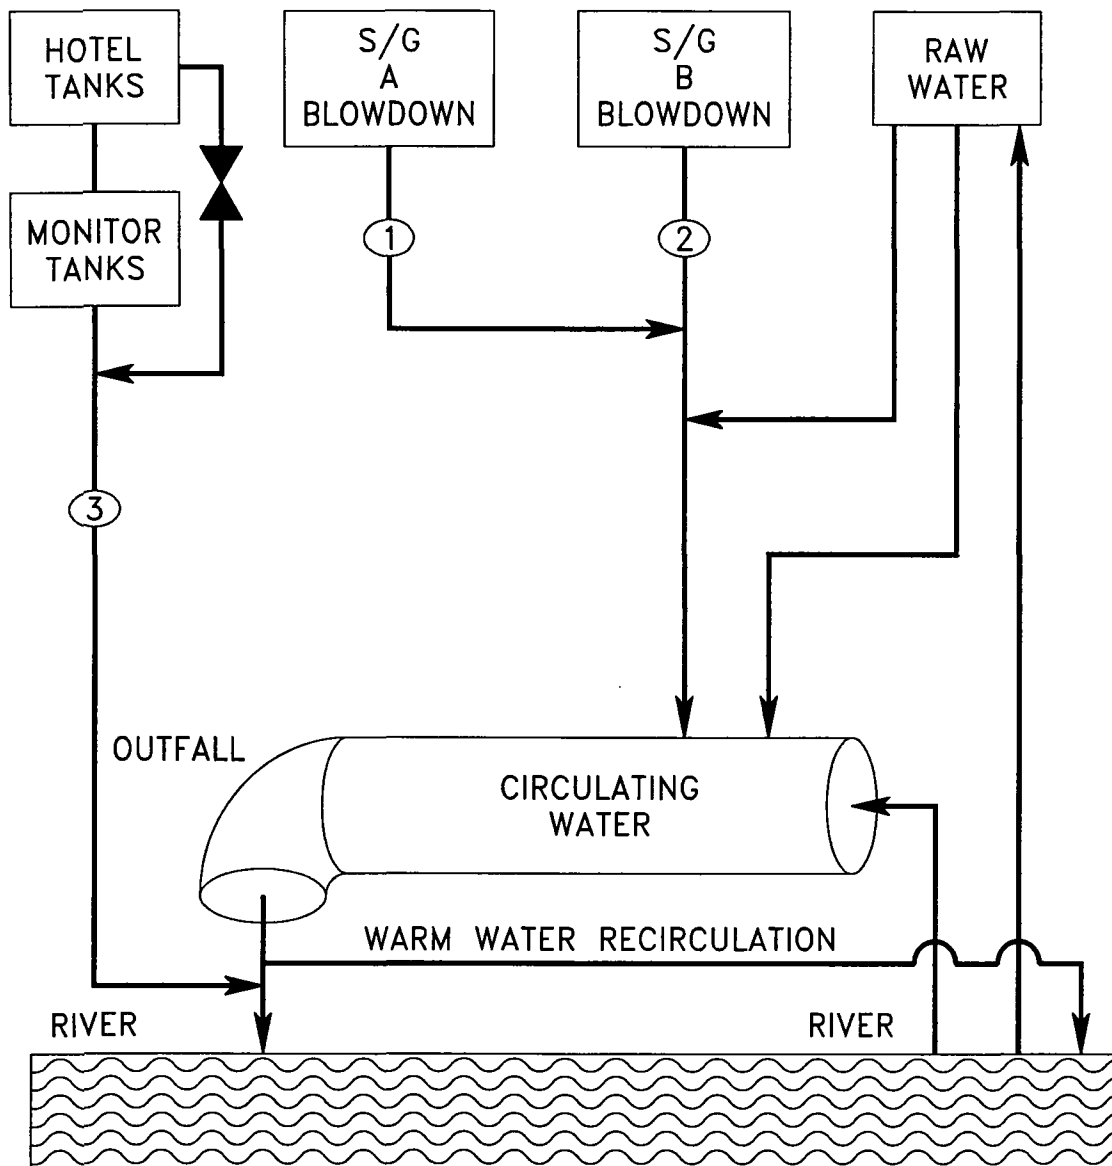 HOTEL
TANKS
S/G
A
BLOWDOWN
S/G
B
BLOWDOWN
RAW
WATER
MONITOR
TANKS
1
2
3
OUTFALL
CIRCULATING
WATER
WARM WATER RECIRCULATION
RIVER
RIVER